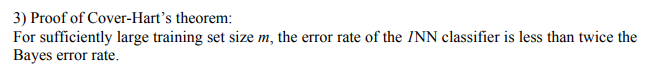 3) Proof of Cover-Hart’s theorem:
For sufficiently large training set size m, the error rate of the 1NN classifier is less than twice the
Bayes error rate.